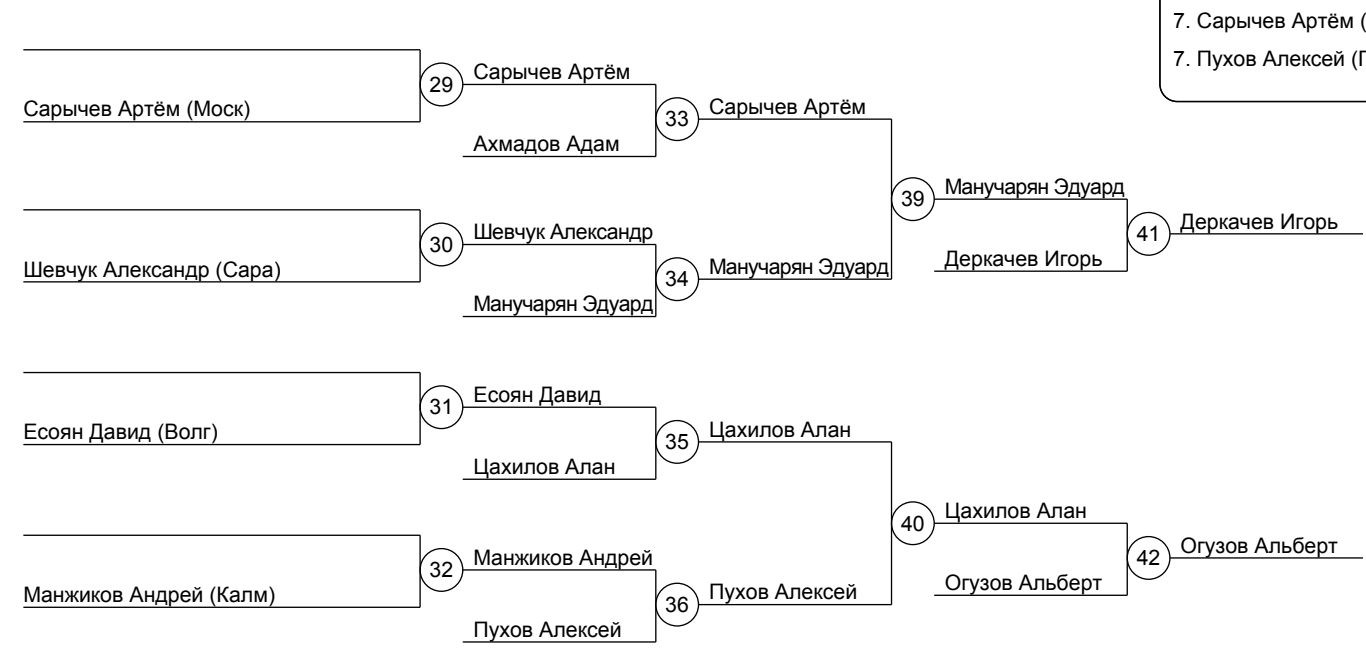 7. Сарычев Артём (
7. Пухов Алексей (
29 Сарычев Артём
Сарычев Артём (Моск)
33 Сарычев Артём
Ахмадов Адам
39 Манучарян Эдуард
30 Шевчук Александр
Шевчук Александр (Сара)
34 Манучарян Эдуард
Манучарян Эдуард
41 Деркачев Игорь
Деркачев Игорь
31 Есоян Давид
Есоян Давид (Волг)
35 Цахилов Алан
Цахилов Алан
40 Цахилов Алан
32 Манжиков Андрей
Манжиков Андрей (Калм)
36 Пухов Алексей
Пухов Алексей
42 Огузов Альберт
Огузов Альберт